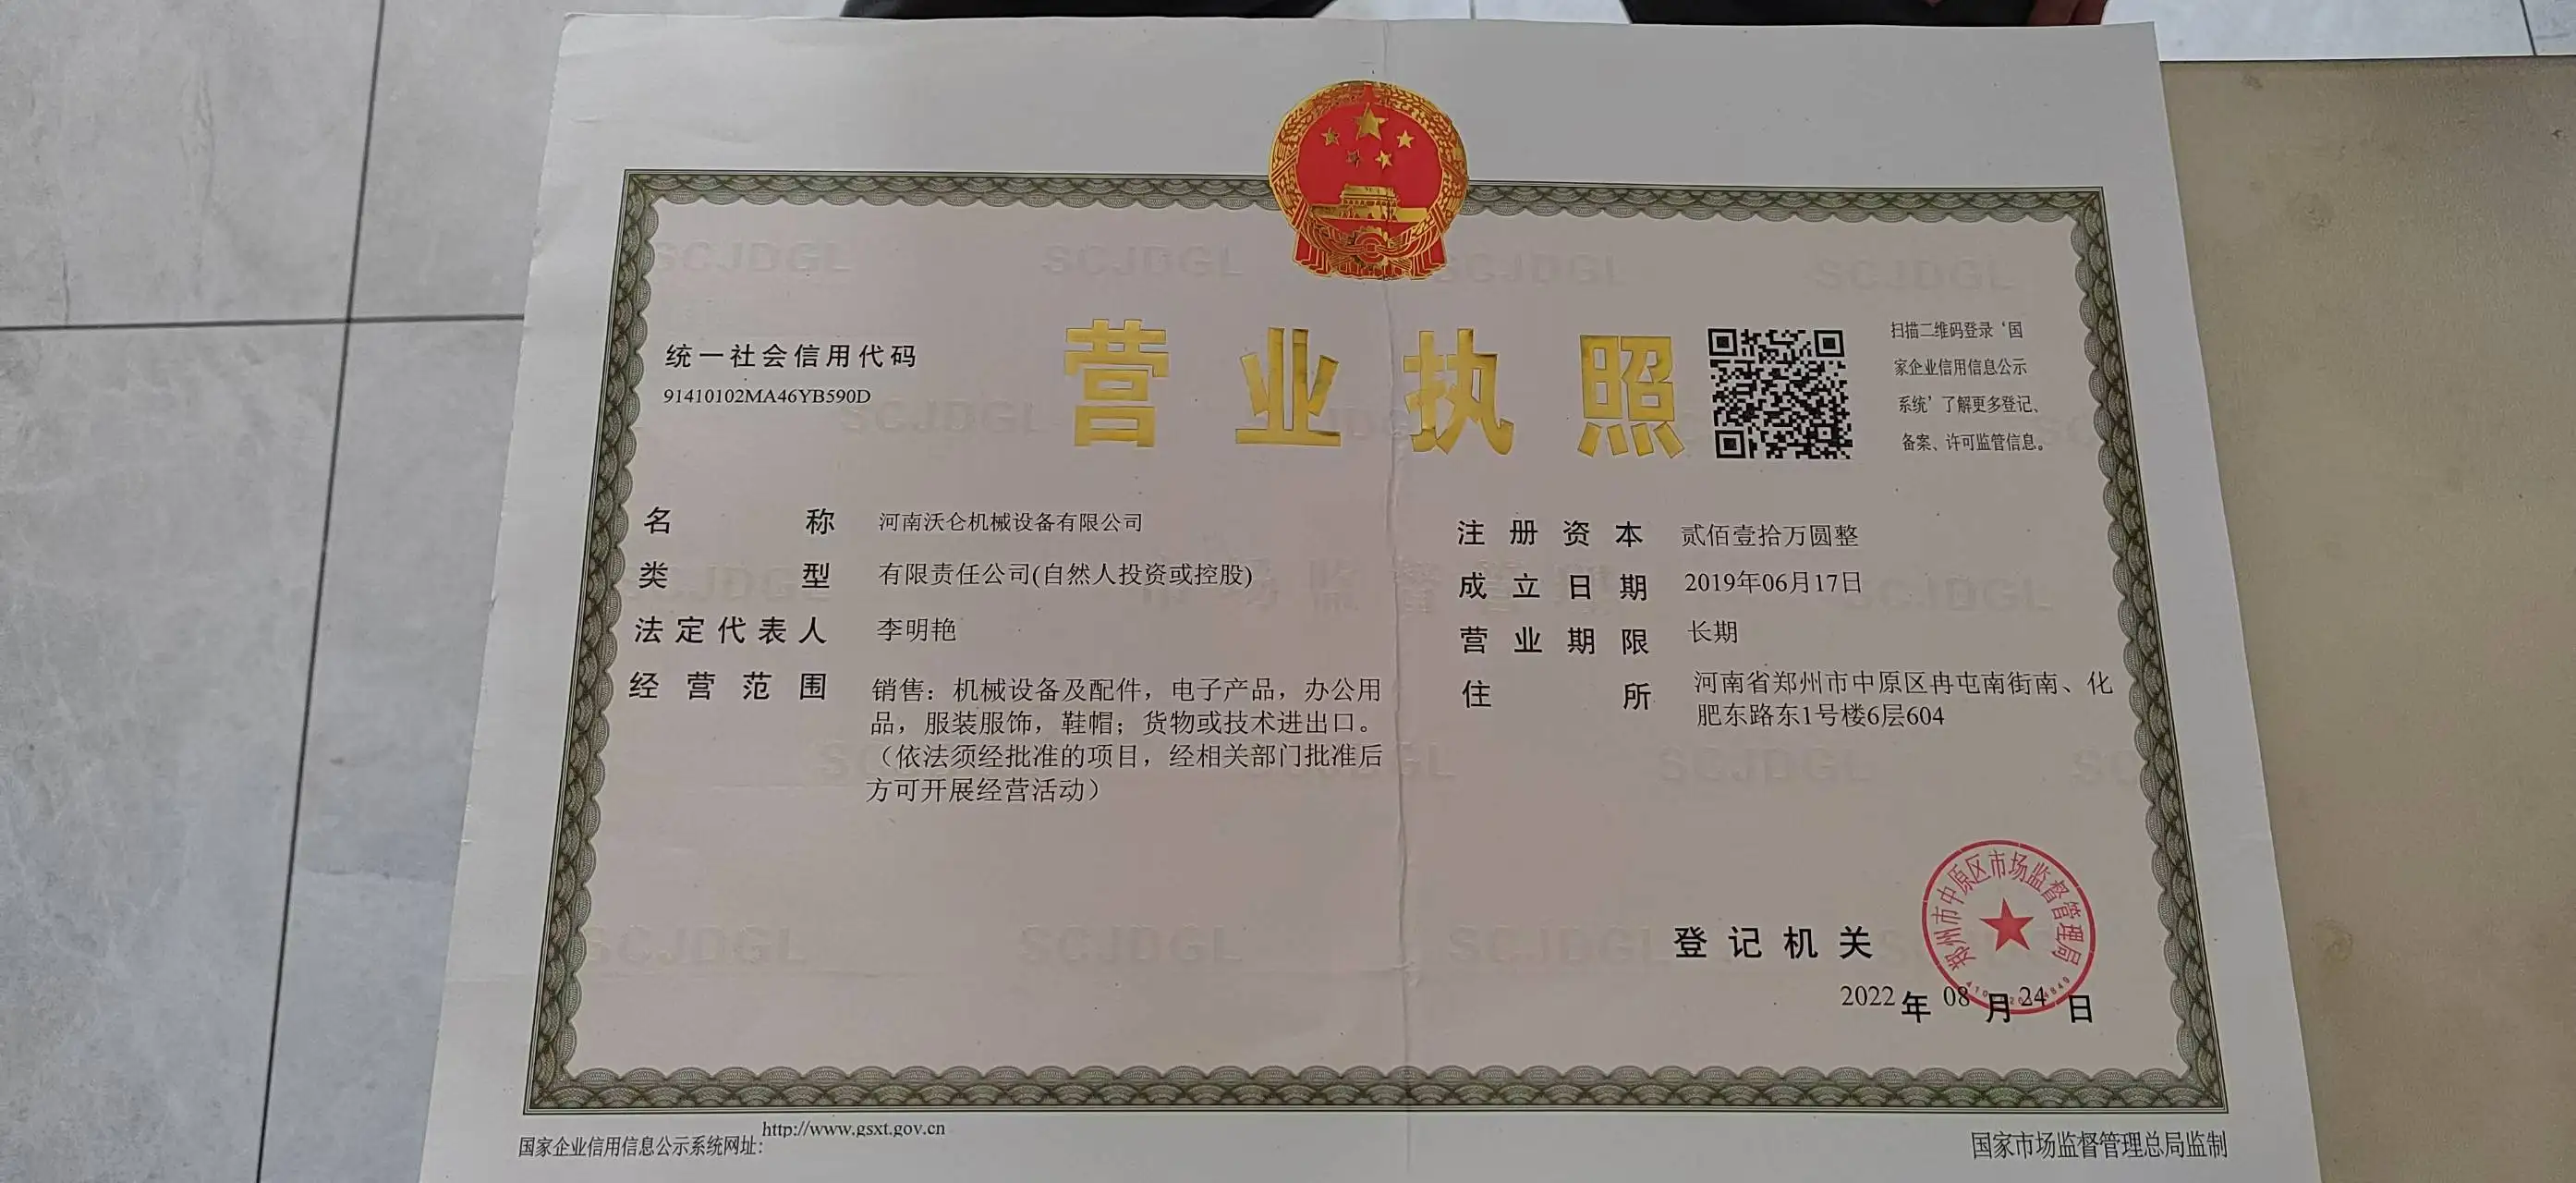 统一社会信用代码
91410102MA46YB590D
营业执照
扫描二维码登录‘国
家企业信用信息公示
系统’了解更多登记、
备案、许可监管信息。
名称 河南沃仑机械设备有限公司
类型 有限责任公司(自然人投资或控股)
法定代表人 李明艳
经营范围 销售：机械设备及配件，电子产品，办公用
品，服装服饰，鞋帽；货物或技术进出口。
（依法须经批准的项目，经相关部门批准后
方可开展经营活动）
注册资本 贰佰壹拾万圆整
成立日期 2019年06月17日
营业期限 长期
住所 河南省郑州市中原区冉屯南街南、化
肥东路东1号楼6层604
登记机关
郑州市中原区市场监督管理局
2022年08月24日
国家企业信用信息公示系统网址：http://www.gsxt.gov.cn
国家市场监督管理总局监制
SCJDGL